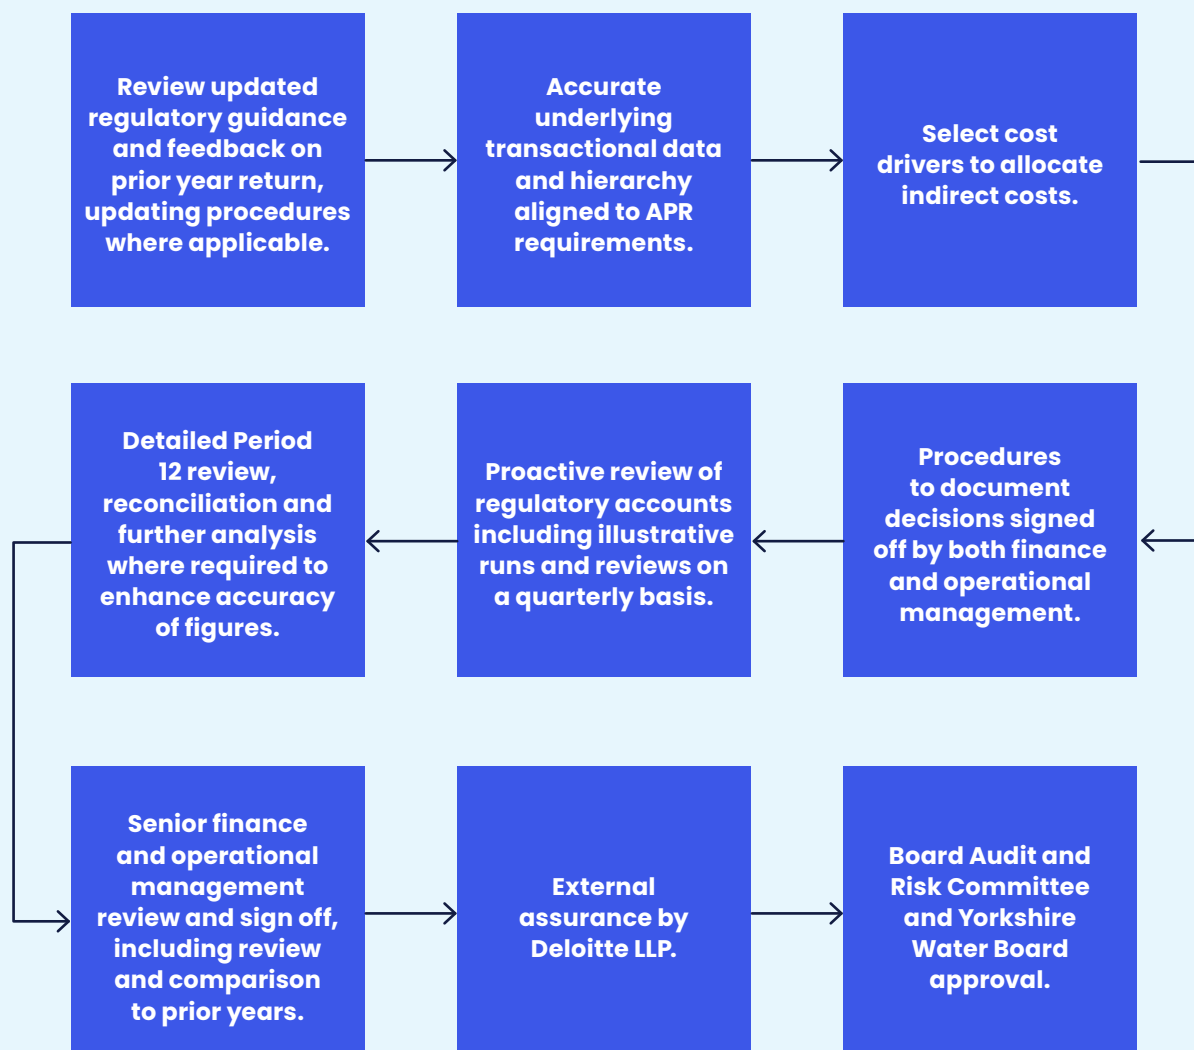 Review updated
regulatory guidance
and feedback on
prior year return,
updating procedures
where applicable.
Accurate
underlying
transactional data
and hierarchy
aligned to APR
requirements.
Select cost
drivers to allocate
indirect costs.
Procedures
to document
decisions signed
off by both finance
and operational
management.
Proactive review of
regulatory accounts
including illustrative
runs and reviews on
a quarterly basis.
Detailed Period
12 review,
reconciliation and
further analysis
where required to
enhance accuracy
of figures.
Senior finance
and operational
management
review and sign off,
including review
and comparison
to prior years.
External
assurance by
Deloitte LLP.
Board Audit and
Risk Committee
and Yorkshire
Water Board
approval.